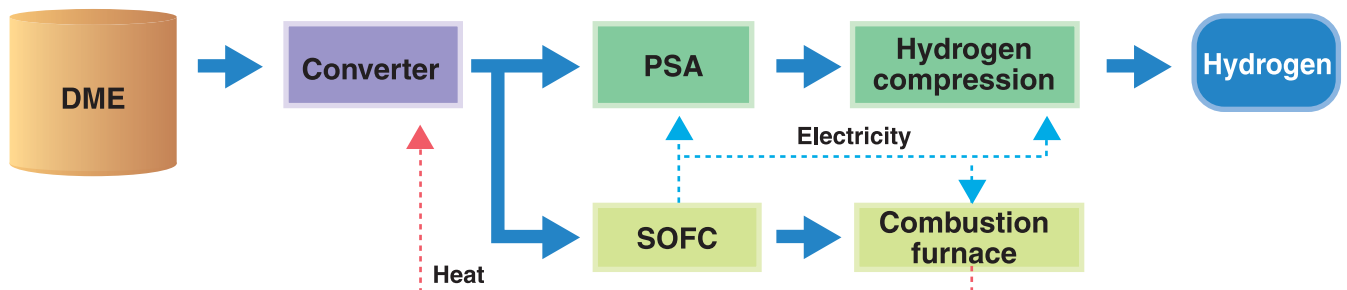 DME
Converter
PSA
Hydrogen
compression
Hydrogen
Electricity
SOFC
Combustion
furnace
Heat